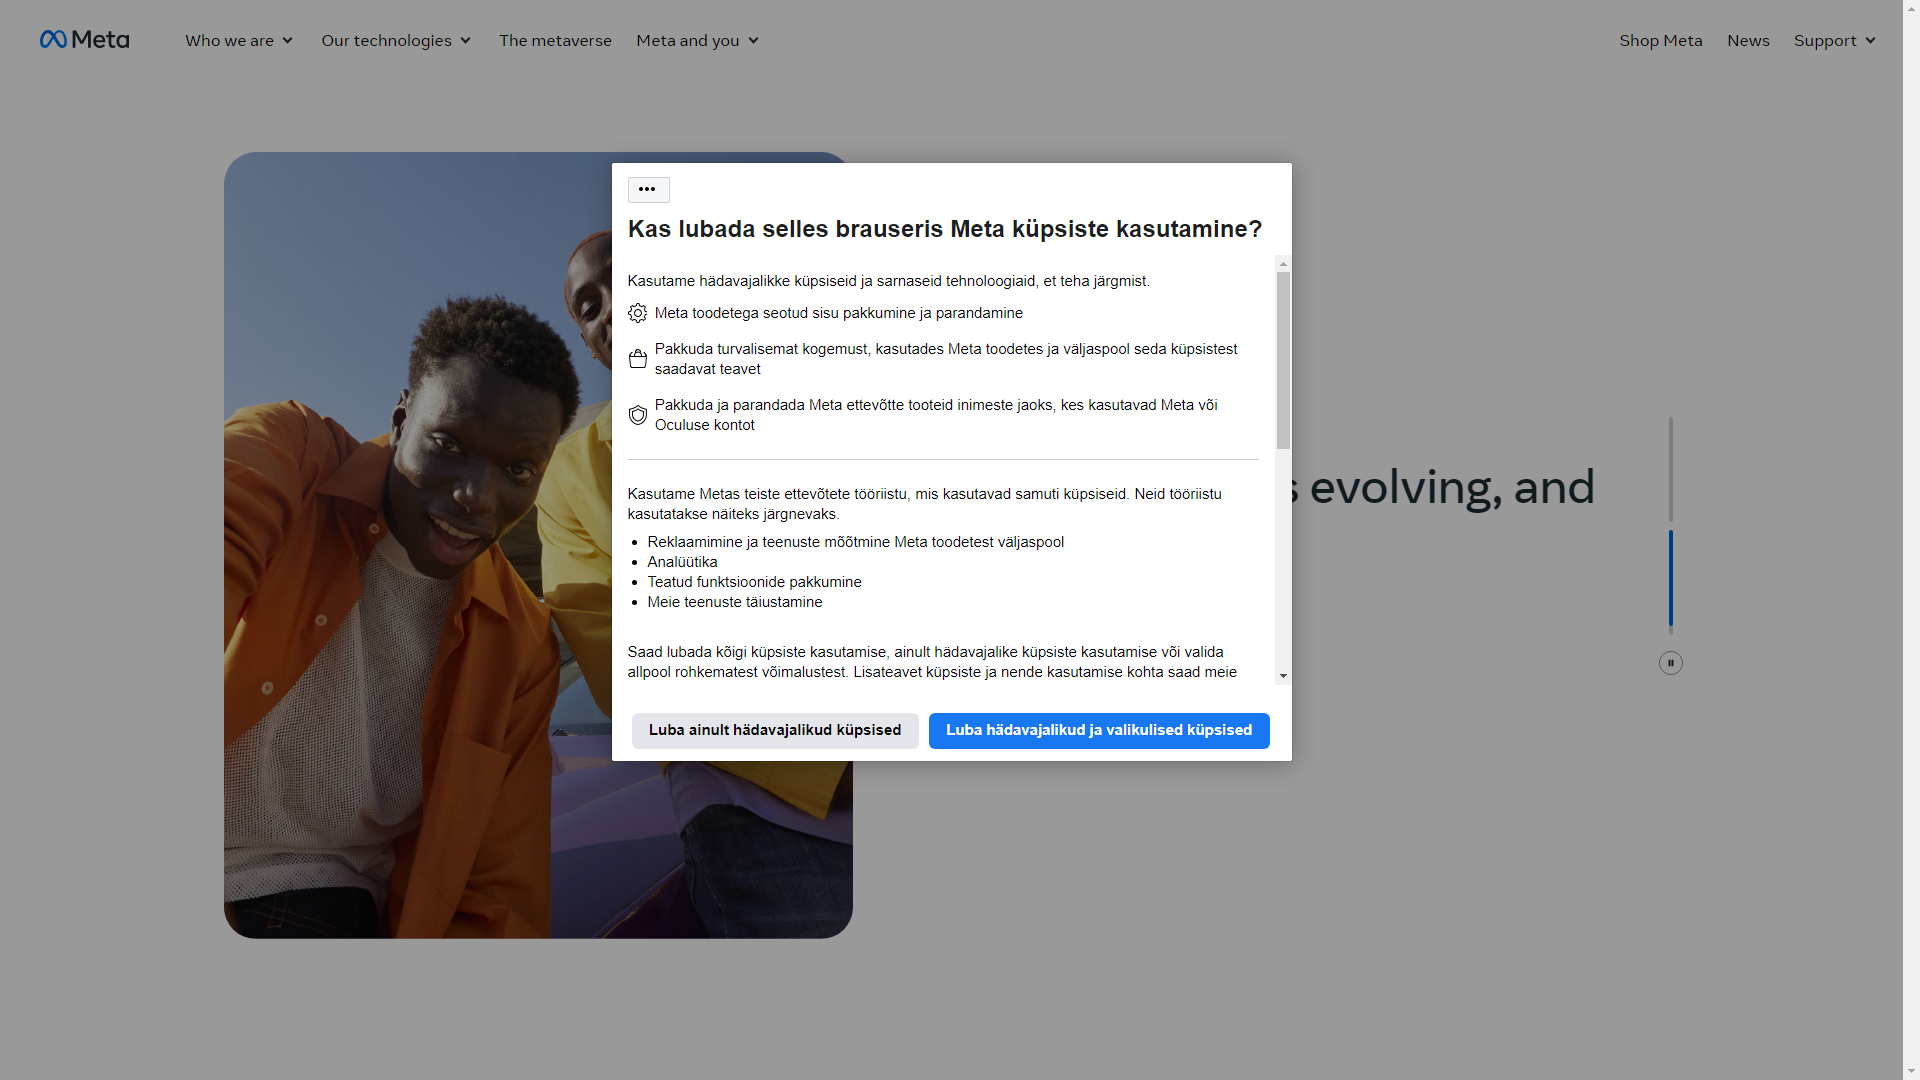 Meta
Who we are
Our technologies
The metaverse
Meta and you
Shop Meta
News
Support
•••
Kas lubada selles brauseris Meta küpsiste kasutamine?
Kasutame hädavajalikke küpsiseid ja sarnaseid tehnoloogiaid, et teha järgmist.
Meta toodetega seotud sisu pakkumine ja parandamine
Pakkuda turvalisemat kogemust, kasutades Meta toodetes ja väljaspool seda küpsistest
saadavat teavet
Pakkuda ja parandada Meta ettevõtte tooteid inimeste jaoks, kes kasutavad Meta või
Oculuse kontot
Kasutame Metas teiste ettevõtete tööriistu, mis kasutavad samuti küpsiseid. Neid tööriistu
kasutatakse näiteks järgnevaks.
• Reklaamimine ja teenuste mõõtmine Meta toodetest väljaspool
• Analüütika
• Teatud funktsioonide pakkumine
• Meie teenuste täiustamine
Saad lubada kõigi küpsiste kasutamise, ainult hädavajalike küpsiste kasutamise või valida
allpool rohkematest võimalustest. Lisateavet küpsiste ja nende kasutamise kohta saad meie
Luba ainult hädavajalikud küpsised
Luba hädavajalikud ja valikulised küpsised
evolving, and